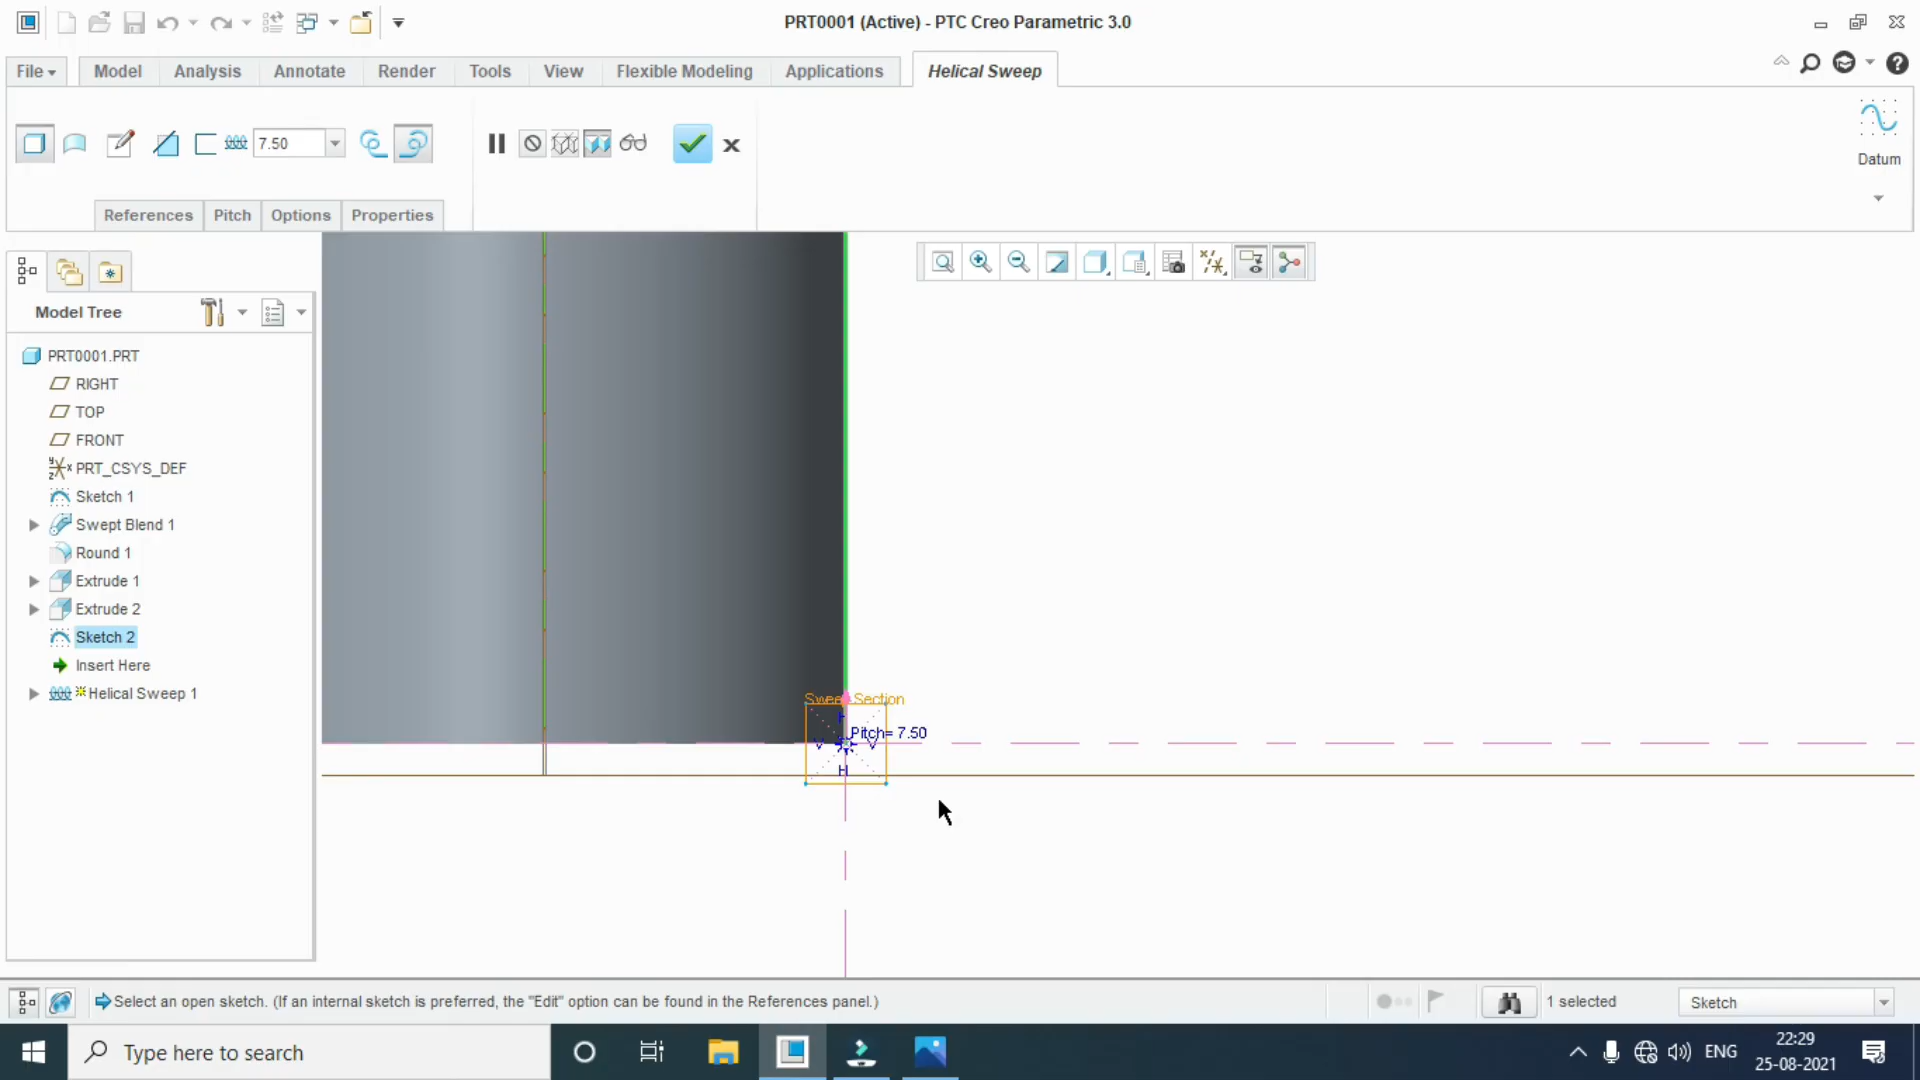 PRT0001 (Active) - PTC Creo Parametric 3.0
File Model Analysis Annotate Render Tools View Flexible Modeling Applications Helical Sweep
7.50
Datum
References Pitch Options Properties
Model Tree
PRT0001.PRT
RIGHT
TOP
FRONT
PRT_CSYS_DEF
Sketch 1
Swept Blend 1
Round 1
Extrude 1
Extrude 2
Sketch 2
Insert Here
Helical Sweep 1
Sweep Section
Pitch= 7.50
V V
H
Select an open sketch. (If an internal sketch is preferred, the "Edit" option can be found in the References panel.)
1 selected
Sketch
Type here to search
ENG
22:29
25-08-2021